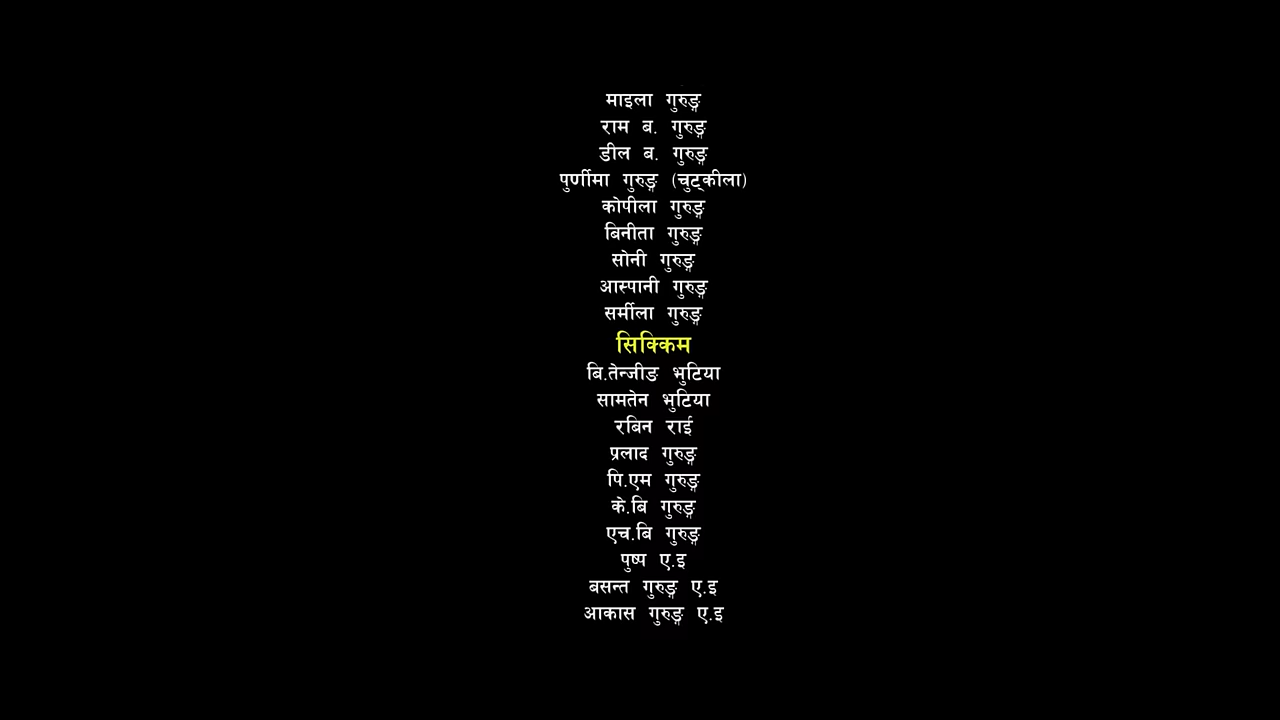 माइला गुरुङ्ग
राम ब. गुरुङ्ग
डील ब. गुरुङ्ग
पुर्णीमा गुरुङ्ग (चुट्कीला)
कोपीला गुरुङ्ग
बिनीता गुरुङ्ग
सोनी गुरुङ्ग
आस्पानी गुरुङ्ग
सर्मीला गुरुङ्ग
सिक्किम
बि.तेन्जीङ भुटिया
सामतेन भुटिया
रबिन राई
प्रलाद गुरुङ्ग
पि.एम गुरुङ्ग
के.बि गुरुङ्ग
एच.बि गुरुङ्ग
पुष्प ए.इ
बसन्त गुरुङ्ग ए.इ
आकास गुरुङ्ग ए.इ